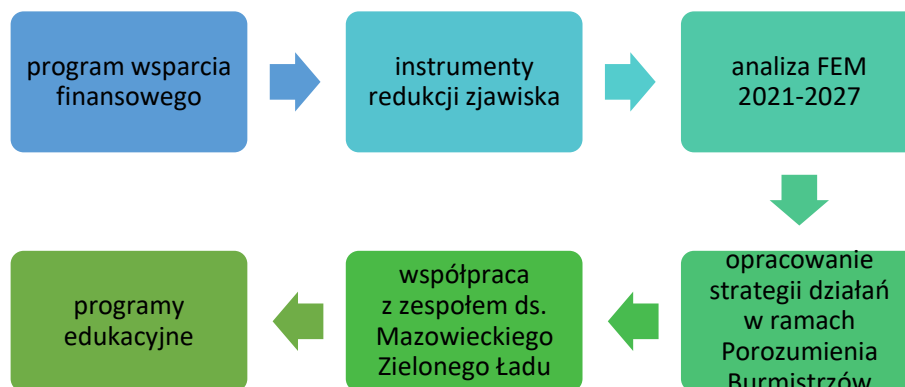 program wsparcia
finansowego
instrumenty
redukcji zjawiska
analiza FEM
2021-2027
opracowanie
strategii działań
w ramach
Porozumienia
Burmistrzów
współpraca
z zespołem ds.
Mazowieckiego
Zielonego Ładu
programy
edukacyjne